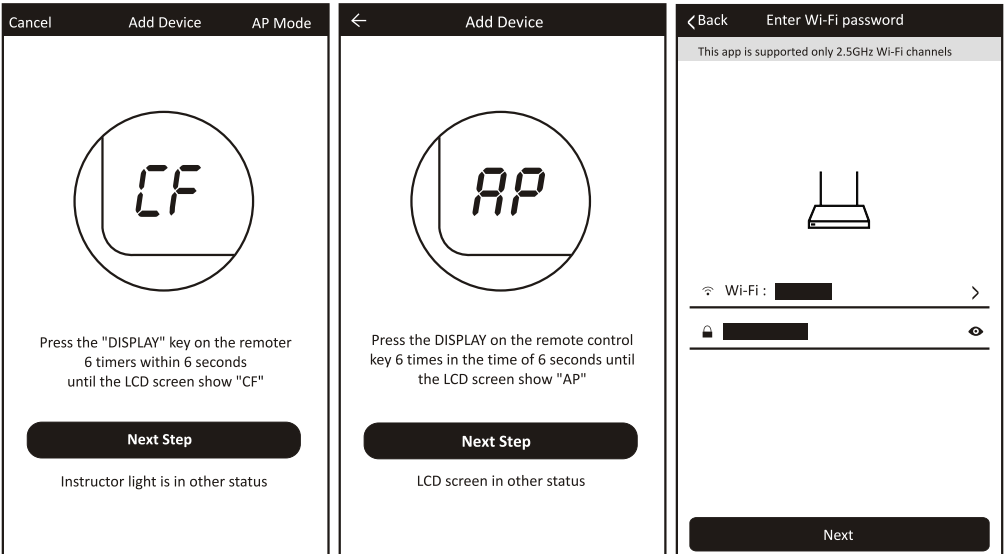 Cancel Add Device AP Mode
CF
Press the "DISPLAY" key on the remoter
6 timers within 6 seconds
until the LCD screen show "CF"
Next Step
Instructor light is in other status
Add Device
AP
Press the DISPLAY on the remote control
key 6 times in the time of 6 seconds until
the LCD screen show "AP"
Next Step
LCD screen in other status
Back Enter Wi-Fi password
This app is supported only 2.5GHz Wi-Fi channels
Wi-Fi :
Next